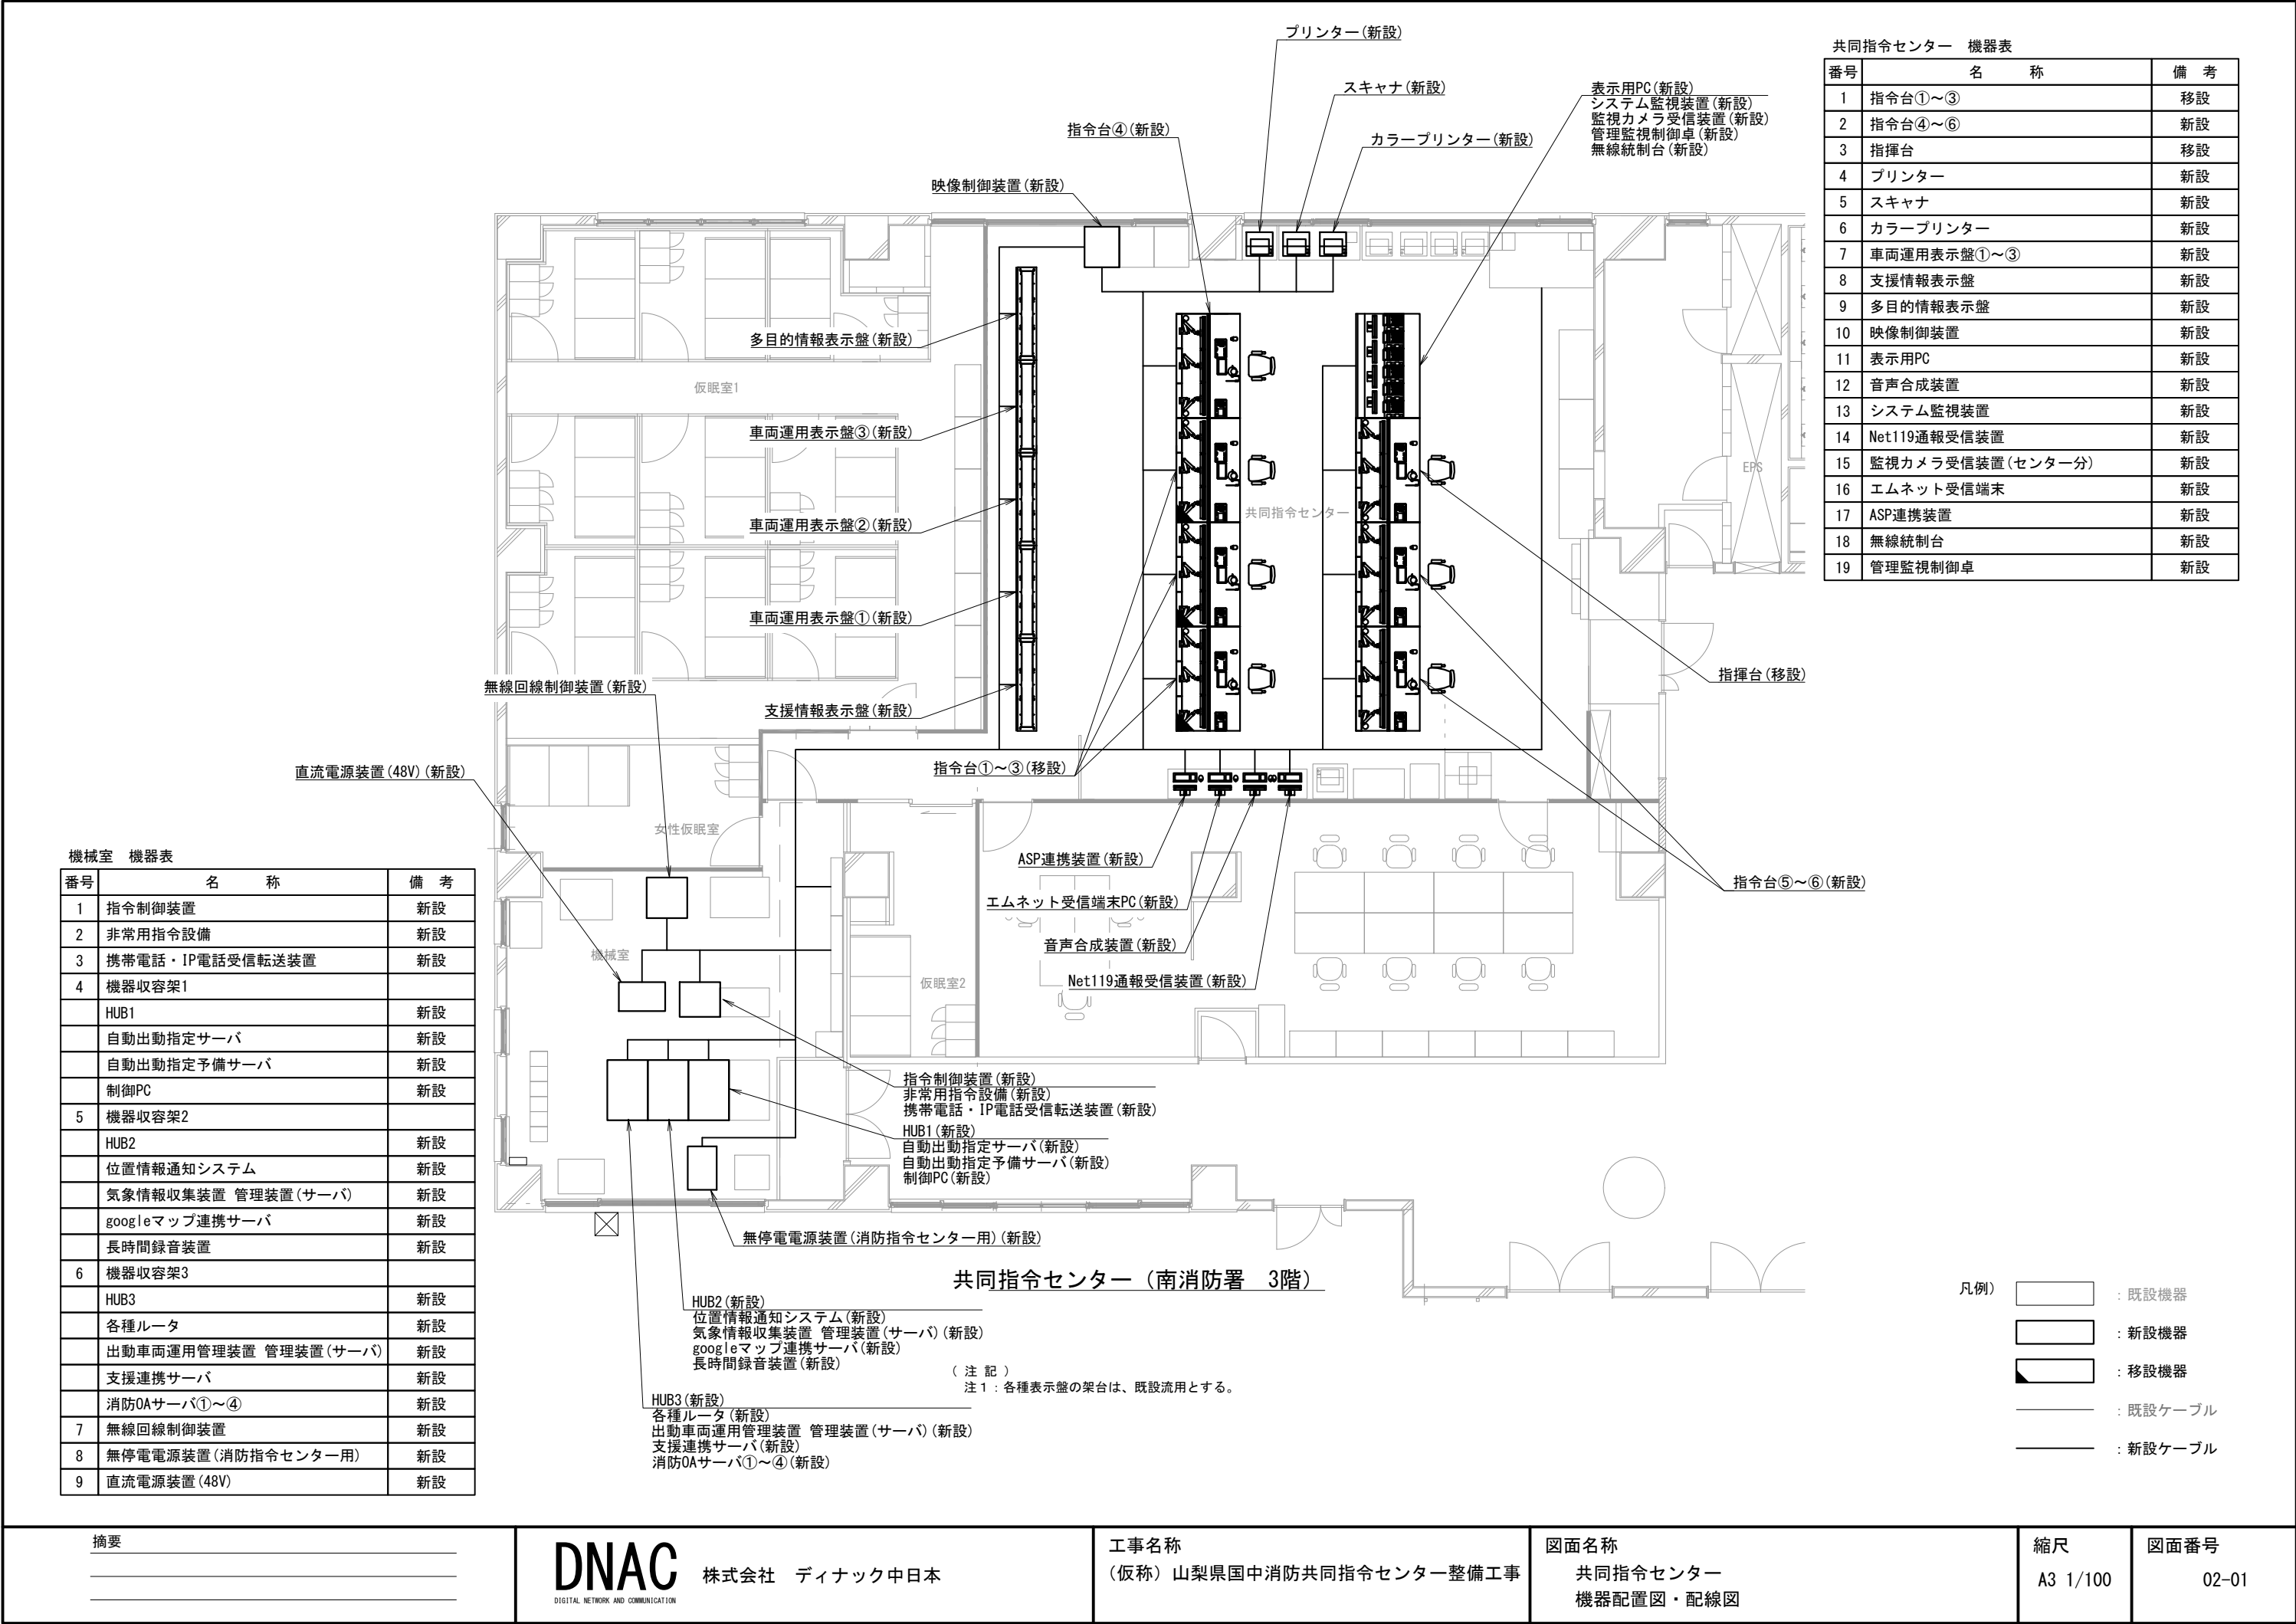 プリンター(新設)
スキャナ(新設)
表示用PC(新設)
システム監視装置(新設)
監視カメラ受信装置(新設)
管理監視制御卓(新設)
無線統制台(新設)
指令台④(新設)
カラープリンター(新設)
映像制御装置(新設)
共同指令センター 機器表
番号 名 称 備 考
1 指令台①～③ 移設
2 指令台④～⑥ 新設
3 指揮台 移設
4 プリンター 新設
5 スキャナ 新設
6 カラープリンター 新設
7 車両運用表示盤①～③ 新設
8 支援情報表示盤 新設
9 多目的情報表示盤 新設
10 映像制御装置 新設
11 表示用PC 新設
12 音声合成装置 新設
13 システム監視装置 新設
14 Net119通報受信装置 新設
15 監視カメラ受信装置(センター分) 新設
16 エムネット受信端末 新設
17 ASP連携装置 新設
18 無線統制台 新設
19 管理監視制御卓 新設
多目的情報表示盤(新設)
仮眠室1
車両運用表示盤③(新設)
EPS
共同指令センター
車両運用表示盤②(新設)
車両運用表示盤①(新設)
指揮台(移設)
無線回線制御装置(新設)
支援情報表示盤(新設)
直流電源装置(48V)(新設)
指令台①～③(移設)
女性仮眠室
ASP連携装置(新設)
指令台⑤～⑥(新設)
エムネット受信端末PC(新設)
音声合成装置(新設)
機械室
仮眠室2
Net119通報受信装置(新設)
機械室 機器表
番号 名 称 備 考
1 指令制御装置 新設
2 非常用指令設備 新設
3 携帯電話・IP電話受信転送装置 新設
4 機器収容架1
HUB1 新設
自動出動指定サーバ 新設
自動出動指定予備サーバ 新設
制御PC 新設
5 機器収容架2
HUB2 新設
位置情報通知システム 新設
気象情報収集装置 管理装置(サーバ) 新設
googleマップ連携サーバ 新設
長時間録音装置 新設
6 機器収容架3
HUB3 新設
各種ルータ 新設
出動車両運用管理装置 管理装置(サーバ) 新設
支援連携サーバ 新設
消防OAサーバ①～④ 新設
7 無線回線制御装置 新設
8 無停電電源装置(消防指令センター用) 新設
9 直流電源装置(48V) 新設
指令制御装置(新設)
非常用指令設備(新設)
携帯電話・IP電話受信転送装置(新設)
HUB1(新設)
自動出動指定サーバ(新設)
自動出動指定予備サーバ(新設)
制御PC(新設)
無停電電源装置(消防指令センター用)(新設)
共同指令センター（南消防署 3階）
HUB2(新設)
位置情報通知システム(新設)
気象情報収集装置 管理装置(サーバ)(新設)
googleマップ連携サーバ(新設)
長時間録音装置(新設)
（ 注 記 ）
注１：各種表示盤の架台は、既設流用とする。
HUB3(新設)
各種ルータ(新設)
出動車両運用管理装置 管理装置(サーバ)(新設)
支援連携サーバ(新設)
消防OAサーバ①～④(新設)
凡例）
：既設機器
：新設機器
：移設機器
：既設ケーブル
：新設ケーブル
摘要
DNAC
DIGITAL NETWORK AND COMMUNICATION
株式会社 ディナック中日本
工事名称
（仮称）山梨県国中消防共同指令センター整備工事
図面名称
共同指令センター
機器配置図・配線図
縮尺
A3 1/100
図面番号
02-01